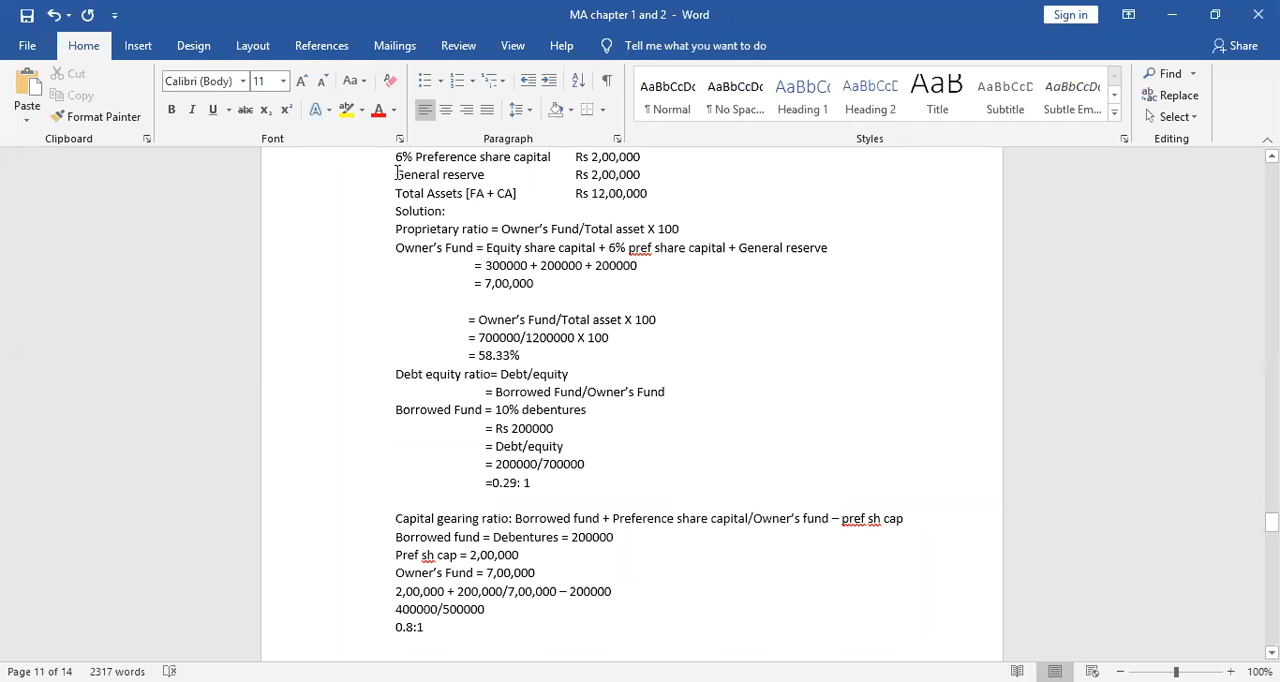 MA chapter 1 and 2 - Word
Sign in
File Home Insert Design Layout References Mailings Review View Help Tell me what you want to do Share
Paste
Cut
Copy
Format Painter
Clipboard
Calibri (Body) 11 A A Aa
B I U abc x₂ x² A A
Font
Paragraph
AaBbCcDc AaBbCcDc AaBbCc AaBbCcD AaB AaBbCcD AaBbCcDc
¶ Normal ¶ No Spac... Heading 1 Heading 2 Title Subtitle Subtle Em...
Styles
Find
Replace
Select
Editing
6% Preference share capital Rs 2,00,000
General reserve Rs 2,00,000
Total Assets [FA + CA] Rs 12,00,000
Solution:
Proprietary ratio = Owner’s Fund/Total asset X 100
Owner’s Fund = Equity share capital + 6% pref share capital + General reserve
= 300000 + 200000 + 200000
= 7,00,000
= Owner’s Fund/Total asset X 100
= 700000/1200000 X 100
= 58.33%
Debt equity ratio= Debt/equity
= Borrowed Fund/Owner’s Fund
Borrowed Fund = 10% debentures
= Rs 200000
= Debt/equity
= 200000/700000
=0.29: 1
Capital gearing ratio: Borrowed fund + Preference share capital/Owner’s fund – pref sh cap
Borrowed fund = Debentures = 200000
Pref sh cap = 2,00,000
Owner’s Fund = 7,00,000
2,00,000 + 200,000/7,00,000 – 200000
400000/500000
0.8:1
Page 11 of 14 2317 words 100%